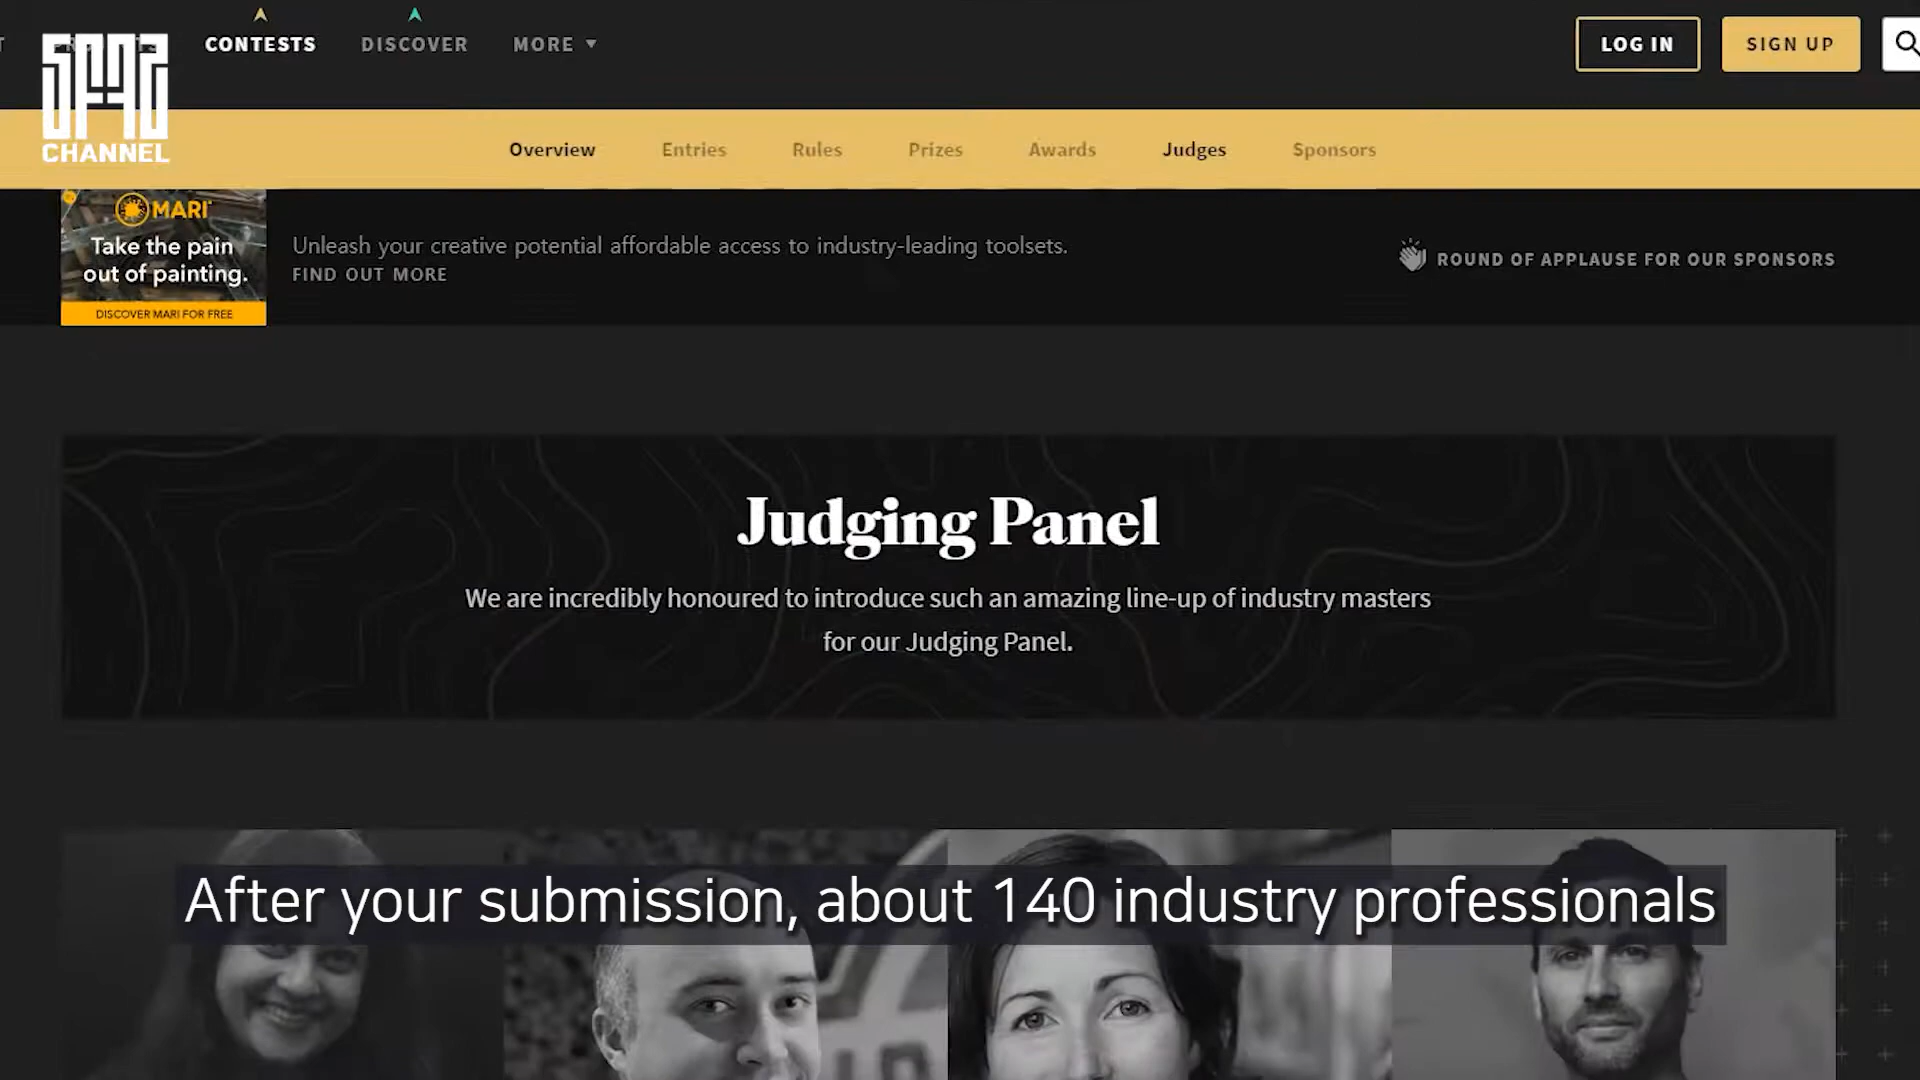 CONTESTS
DISCOVER
MORE
LOG IN
SIGN UP
CHANNEL
Overview
Entries
Rules
Prizes
Awards
Judges
Sponsors
MARI
Take the pain
out of painting.
DISCOVER MARI FOR FREE
Unleash your creative potential affordable access to industry-leading toolsets.
FIND OUT MORE
ROUND OF APPLAUSE FOR OUR SPONSORS
Judging Panel
We are incredibly honoured to introduce such an amazing line-up of industry masters
for our Judging Panel.
After your submission, about 140 industry professionals